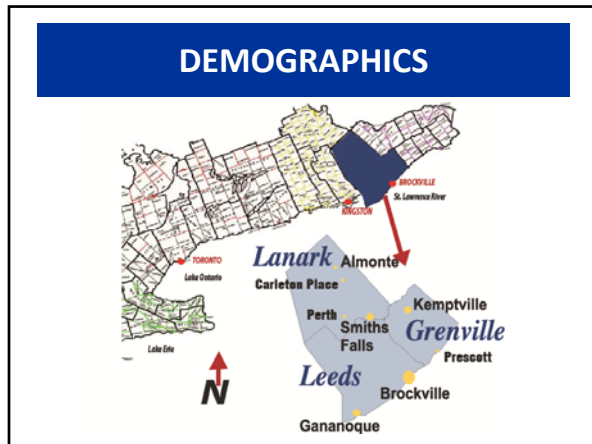 DEMOGRAPHICS
BROCKVILLE
St. Lawrence River
KINGSTON
TORONTO
Lake Ontario
Lake Erie
N
Lanark
Almonte
Carleton Place
Kemptville
Perth
Smiths
Falls
Grenville
Prescott
Leeds
Brockville
Gananoque